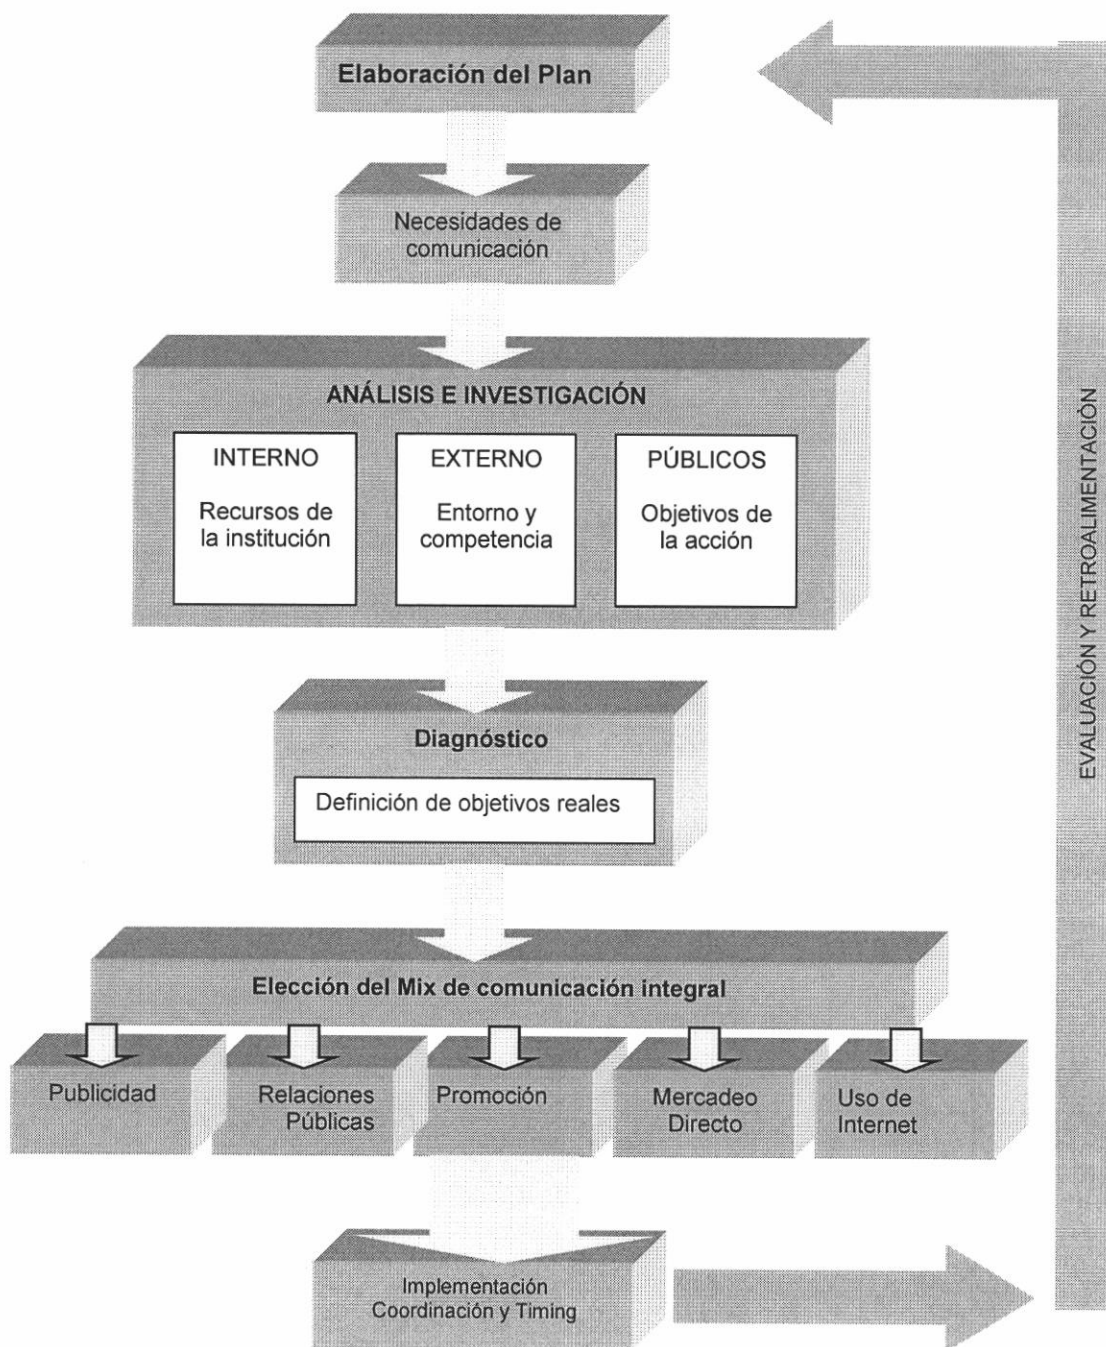 Elaboración del Plan
Necesidades de
comunicación
ANÁLISIS E INVESTIGACIÓN
INTERNO
Recursos de
la institución
EXTERNO
Entorno y
competencia
PÚBLICOS
Objetivos de
la acción
Diagnóstico
Definición de objetivos reales
Elección del Mix de comunicación integral
Publicidad
Relaciones
Públicas
Promoción
Mercadeo
Directo
Uso de
Internet
Implementación
Coordinación y Timing
EVALUACIÓN Y RETROALIMENTACIÓN